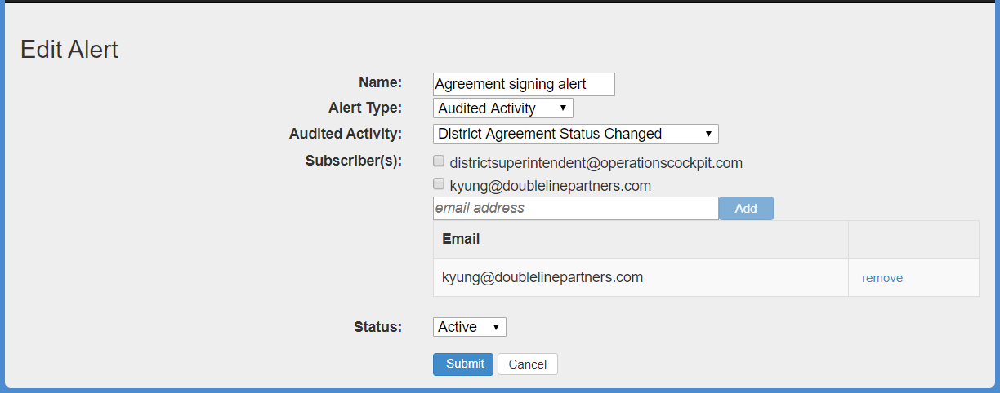 Edit Alert
Name: Agreement signing alert
Alert Type: Audited Activity
Audited Activity: District Agreement Status Changed
Subscriber(s): districtsuperintendent@operationscockpit.com
kyung@doublelinepartners.com
email address Add
Email
kyung@doublelinepartners.com remove
Status: Active
Submit Cancel